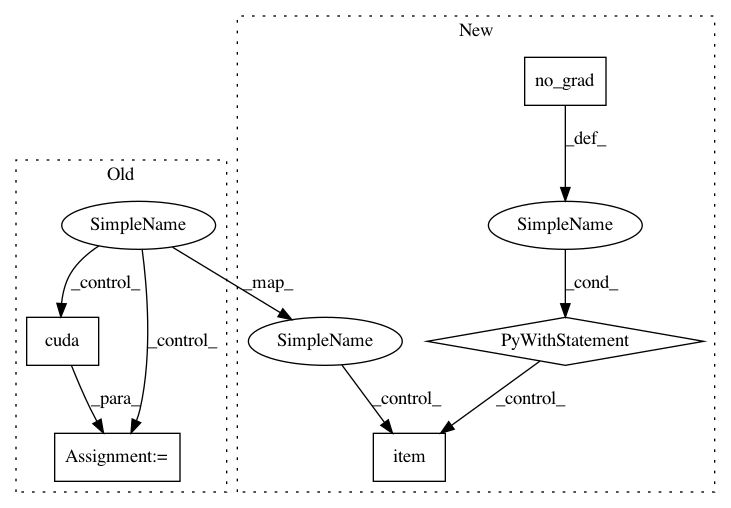 New
no_grad
_def_
Old
SimpleName
SimpleName
_control_
_map_
_cond_
cuda
_control_
SimpleName
PyWithStatement
_para_
_control_
_control_
Assignment:=
item